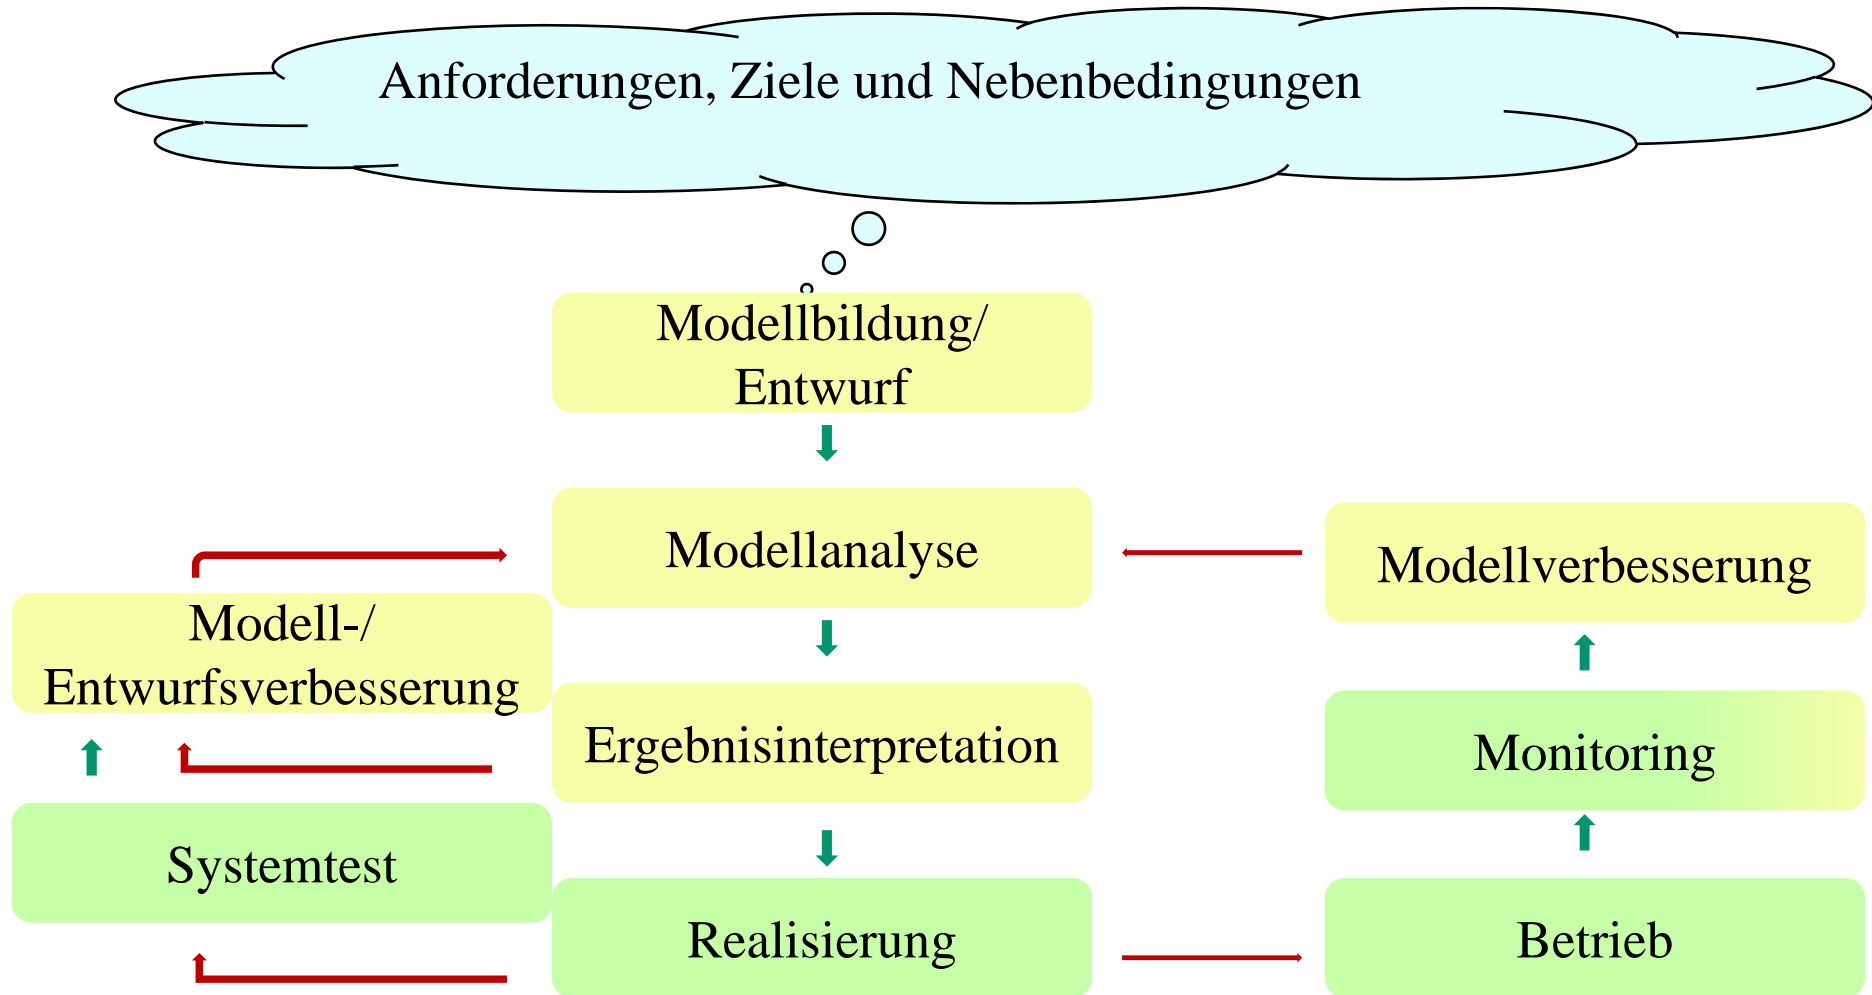 Anforderungen, Ziele und Nebenbedingungen
Modellbildung/
Entwurf
Modellanalyse
Modellverbesserung
Modell-/
Entwurfsverbesserung
Ergebnisinterpretation
Monitoring
Systemtest
Realisierung
Betrieb